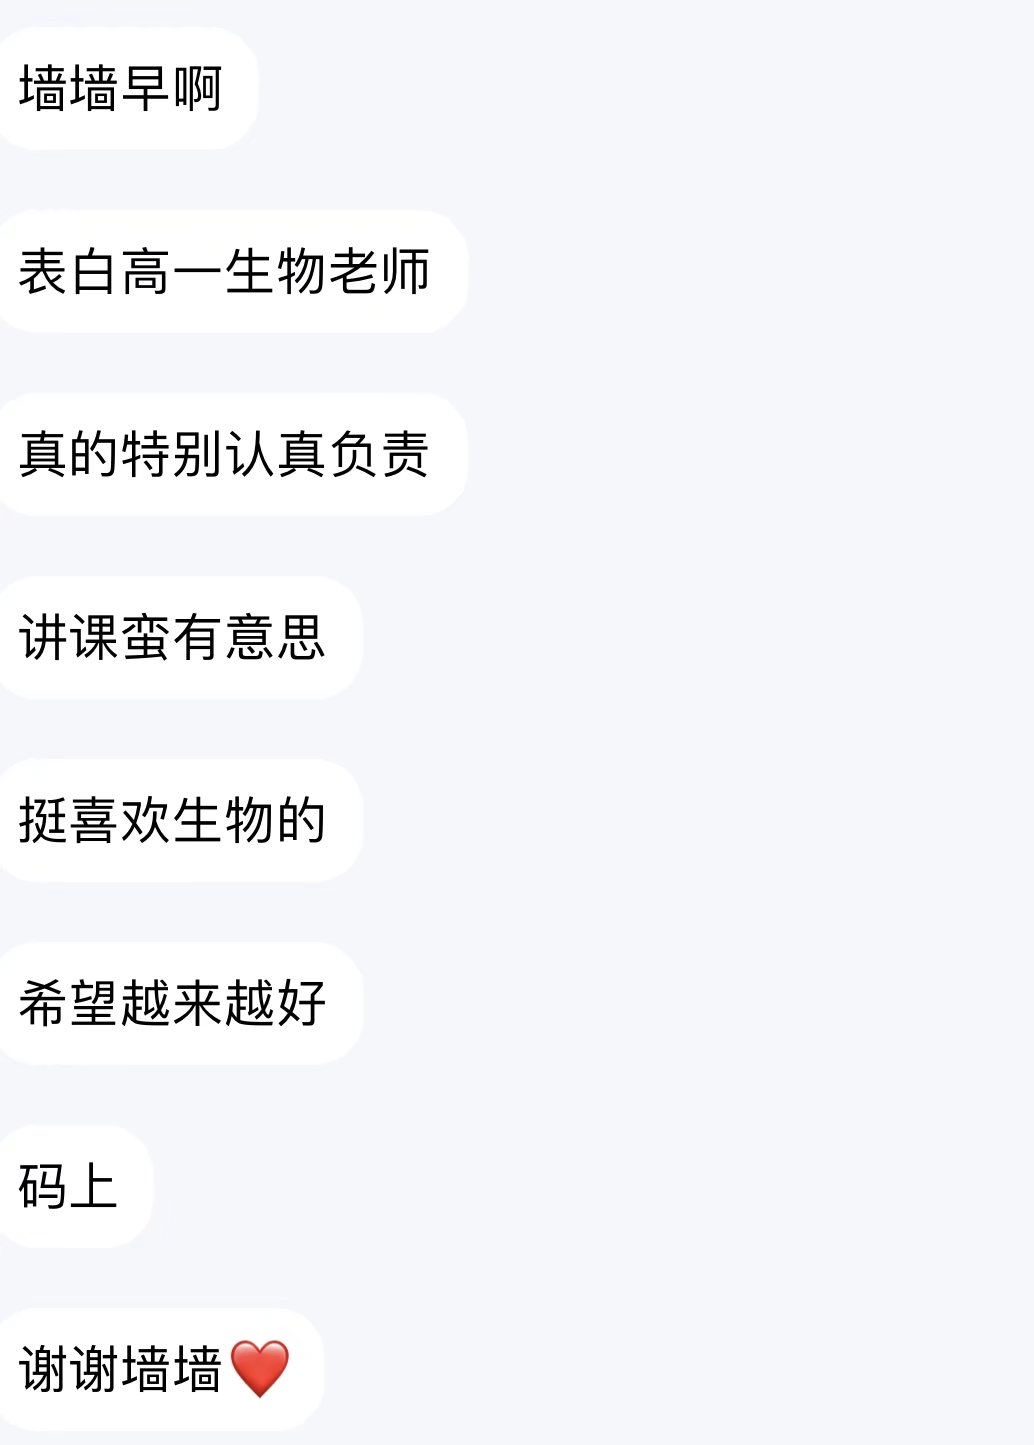 墙墙早啊
表白高一生物老师
真的特别认真负责
讲课蛮有意思
挺喜欢生物的
希望越来越好
码上
谢谢墙墙❤️